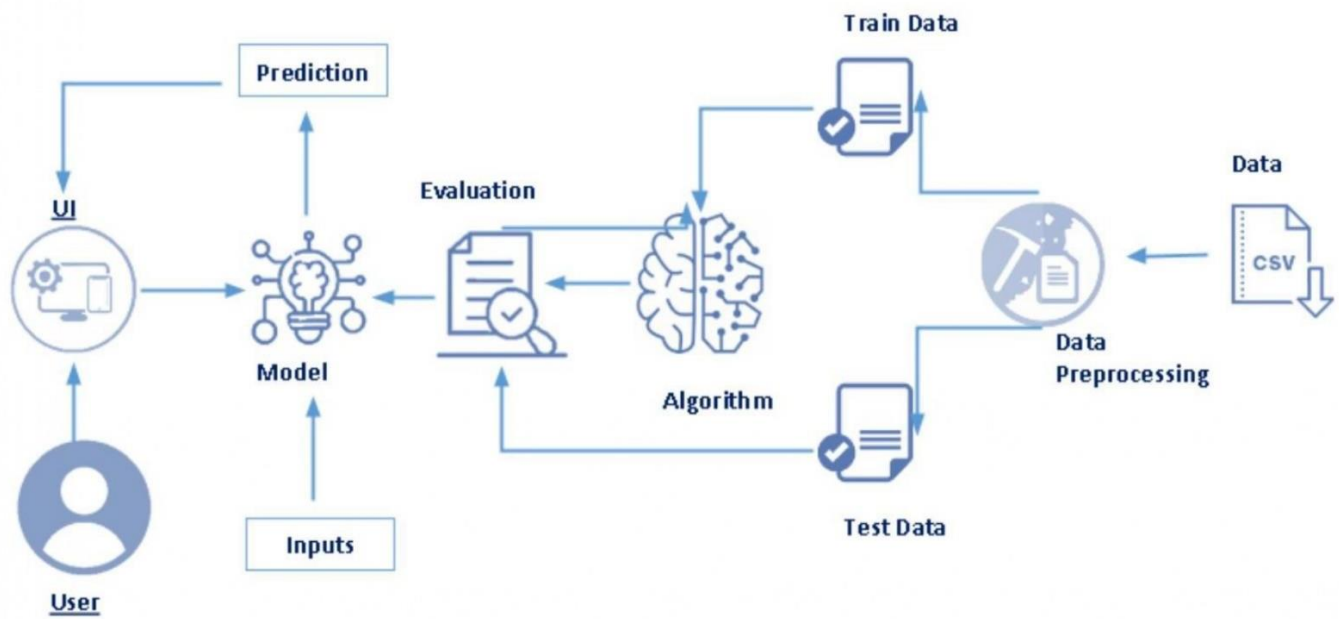 Train Data
Prediction
Data
Evaluation
UI
CSV
Data
Preprocessing
Model
Algorithm
Test Data
Inputs
User